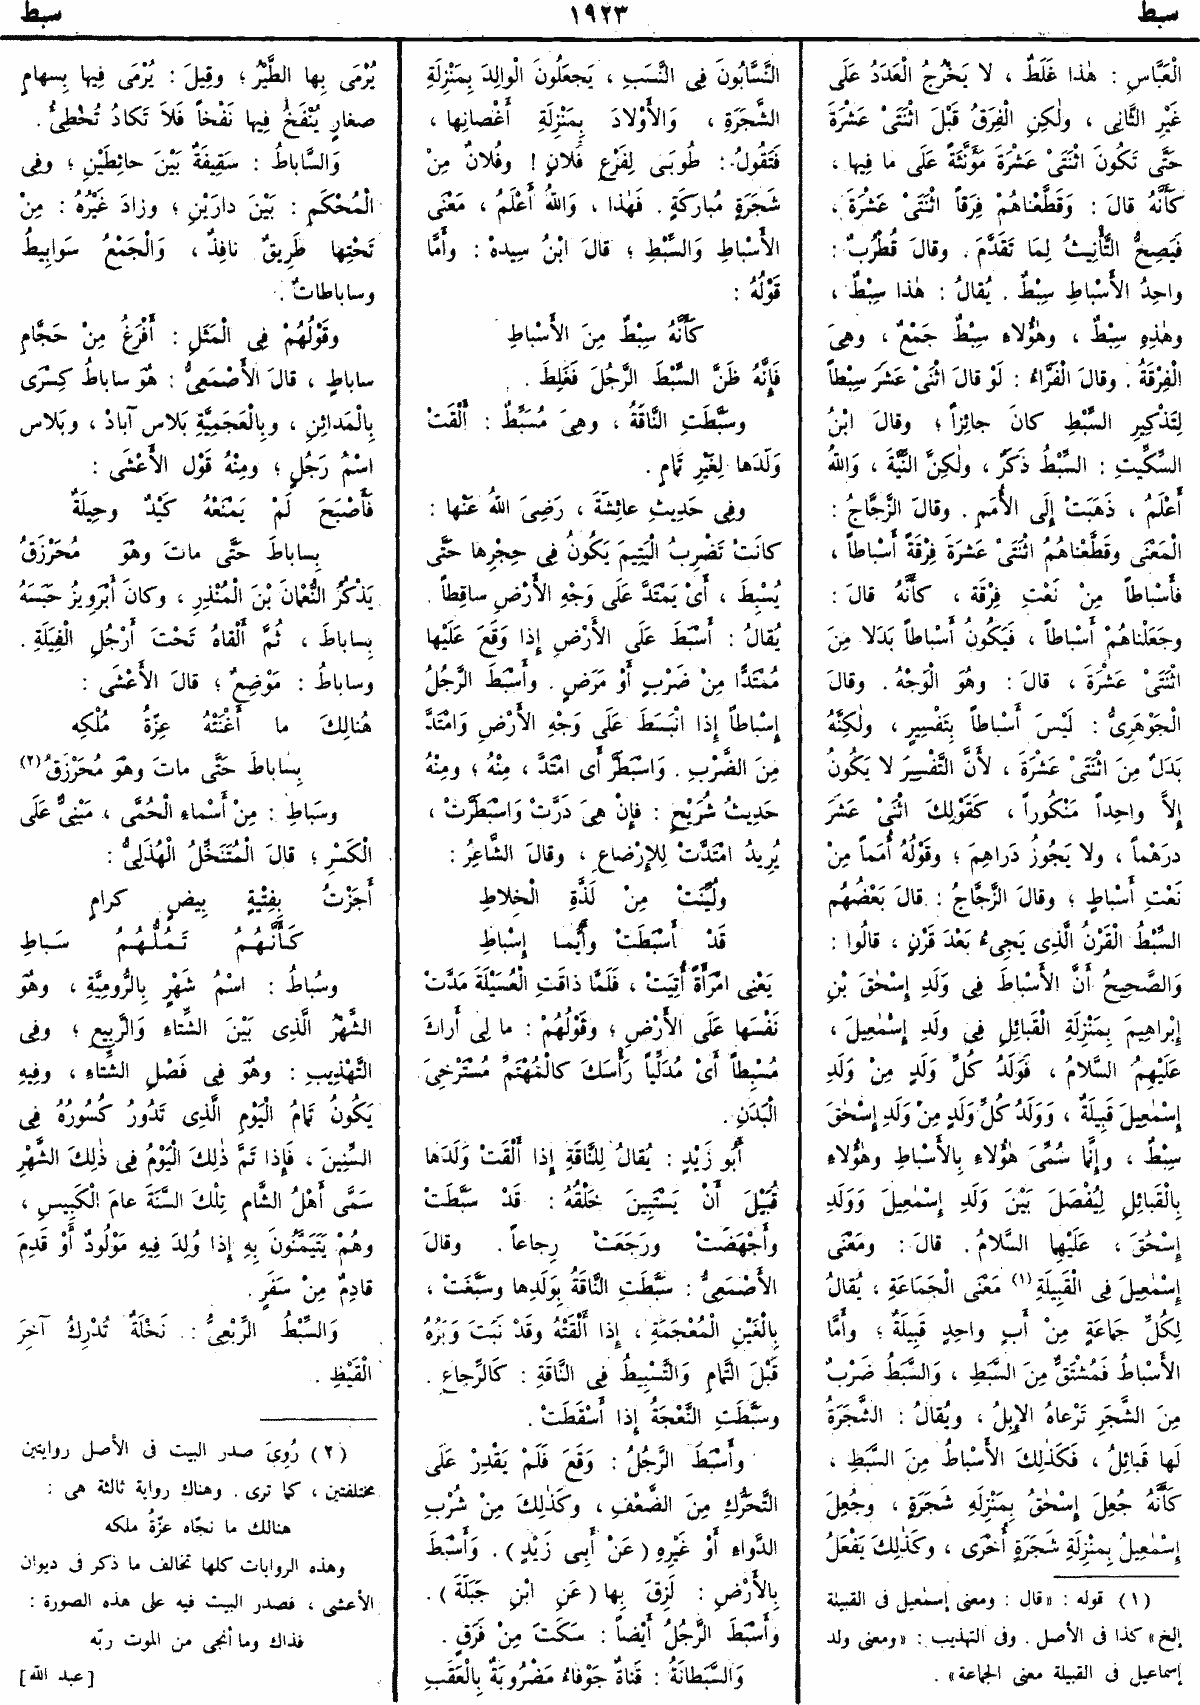 سبط
١٩٢٣
سبط
الْعَبَّاسِ : هٰذا غَلَطٌ ، لا يَخْرُجُ الْعَدَدُ عَلَى
غَيْرِ الثَّانِى ، ولٰكِنِ الْفِرَقُ قَبْلَ اثْنَتَىْ عَشْرَةَ
حَتَّى تَكُونَ اثْنَتَىْ عَشْرَةَ مَؤَنَّثَةً عَلَى ما فِيها ،
كَأَنَّهُ قالَ : وَقَطَّعْناهُمْ فِرَقاً اثْنَتَىْ عَشْرَةَ ،
فَيَصِحُّ التَّأْنِيثُ لِمَا تَقَدَّمَ . وقالَ قُطْرُبٌ :
واحِدُ الأَسْباطِ سِبْطٌ . يُقالُ : هٰذا سِبْطٌ ،
وهٰذِهِ سِبْطٌ ، وهٰؤُلاءِ سِبْطٌ جَمْعٌ ، وهِىَ
الْفِرْقَةُ . وقالَ الْفَرَّاءُ : لَوْ قالَ اثْنَىْ عَشَرَ سِبْطاً
لِتَذْكِيرِ السِّبْطِ كانَ جائِزاً ؛ وقالَ ابْنُ
السِّكِّيتِ : السِّبْطُ ذَكَرٌ ، ولٰكِنَّ النِّيَّةَ ، وَاللهُ
أَعْلَمُ ، ذَهَبَتْ إِلَى الأُمَمِ . وقالَ الزَّجَّاجُ :
الْمَعْنَى وقَطَّعْناهُمُ اثْنَتَىْ عَشَرَةَ فِرْقَةً أَسْباطاً ،
فأَسْباطاً مِنْ نَعْتِ فِرْقَة ، كأَنَّهُ قالَ :
وجَعَلْناهُمْ أَسْباطاً ، فَيَكُونُ أَسْباطاً بَدَلا مِنَ
اثْنَتَىْ عَشْرَةَ ، قالَ : وهُوَ الْوَجْهُ . وقالَ
الْجَوْهَرِىُّ : لَيْسَ أَسْباطاً بِتَفْسِيرٍ ، ولٰكِنَّهُ
بَدَلٌ مِنَ اثْنَتَىْ عَشْرَةَ ، لأَنَّ التَّفْسِيرَ لا يَكُونُ
إِلاَّ واحِداً مَنْكُوراً ، كَقَوْلِكَ اثْنَىْ عَشَرَ
دِرَهْماً ، ولا يَجُوزُ دَراهِمَ ؛ وقَوْلُهُ أُمَماً مِنْ
نَعْتِ أَسْباطٍ ؛ وقالَ الزَّجَّاجُ : قالَ بَعْضُهُم
السِّبْطُ الْقَرْنُ الَّذِى يَجِىءُ بَعْدَ قَرْنٍ ، قالُوا :
وَالصَّحِيحُ أَنَّ الأَسْباطَ فِى وَلَدِ إِسْحٰقَ بْنِ
إِبْراهِيمَ بِمَنْزِلَةِ الْقَبائِلِ فِى ولَدِ إِسْمٰعِيلَ ،
عَلَيْهِمُ السَّلامُ ، فَوَلَدُ كُلِّ وَلَدٍ مِنْ وَلَدِ
إِسْمٰعِيلَ قَبِيلَةٌ ، وَوَلَدُ كُلِّ وَلَدٍ مِنْ وَلَدِ إِسْحٰقَ
سِبْطٌ ، وإِنَّما سُمِّىَ هٰؤُلاءِ بِالأَسْباطِ وهٰؤُلاءِ
بِالْقَبائِلِ لِيُفْصَلَ بَيْنَ وَلَدِ إِسْمٰعِيلَ وَوَلَدِ
إِسْحٰقَ ، عَلَيْهِما السَّلامُ . قالَ : ومَعْنَى
إِسْمٰعِيلَ فِى الْقَبِيلَةِ (١) مَعْنَى الْجَمَاعَةِ ، يُقالُ
لِكُلِّ جَماعَةٍ مِنْ أَبٍ واحِدٍ قَبِيلَةٌ ؛ وأَمَّا
الأَسْباطُ فَمُشْتَقٌّ مِنَ السَّبَطِ ، وَالسَّبَطُ ضَرْبٌ
مِنَ الشَّجَرِ تَرْعاهُ الإِبِلُ ، ويُقالُ : الشَّجَرَةُ
لَها قَبائِلُ ، فَكَذٰلِكَ الأَسْباطُ مِنَ السَّبَطِ ،
كَأَنَّهُ جُعِلَ إِسْحٰقُ بِمَنْزِلَةِ شَجَرَةٍ ، وجُعِلَ
إِسْمٰعِيلُ بِمَنْزِلَةِ شَجَرَةٍ أُخْرَى ، وكَذٰلِكَ يَفْعَلُ
(١) قوله : «قال : ومعنى إسمٰعيل فى القبيلة
إلخ» كذا فى الأصل . وفى التهذيب : «ومعنى ولد
إسماعيل فى القبيلة معنى الجماعة» .
النَّسَّابُونَ فِى النَّسَبِ ، يَجعَلُونَ الْوالِدَ بِمَنْزِلَةِ
الشَّجَرَةِ ، وَالأَوْلادَ بِمَنْزِلَةِ أَغْصانِها ،
فَتَقُولُ : طُوبَى لِفَرْعِ فُلانٍ ! وفُلانٌ مِنْ
شَجَرَةٍ مُبارَكَةٍ . فَهٰذا ، وَاللهُ أَعْلَمُ ، مَعْنَى
الأَسْباطِ وَالسِّبْطِ ؛ قالَ ابْنُ سِيدهْ : وأَمَّا
قَوْلُهُ :
كَأَنَّهُ سِبْطٌ مِنَ الأَسْباطِ
فَإِنَّهُ ظَنَّ السِّبْطَ الرَّجُلَ فَغَلِطَ .
وسَبَّطَتِ النَّاقَةُ ، وهِىَ مُسَبِّطٌ : أَلْقَتْ
وَلَدَها لِغَيْرِ تَمامٍ .
وفِى حَدِيثِ عائِشَةَ ، رَضِىَ اللهُ عَنْها :
كانَتْ تَضْرِبُ الْيَتِيمَ يَكُونُ فِى حِجْرِها حَتَّى
يُسْبِطَ ، أَىْ يَمْتَدَّ عَلَى وَجْهِ الأَرْضِ ساقِطاً .
يُقالُ : أَسْبَطَ عَلَى الأَرْضِ إِذا وَقَعَ عَلَيْها
مُمْتَدًّا مِنْ ضَرْبٍ أَوْ مَرَضٍ . وأَسْبَطَ الرَّجُلُ
إِسْباطاً إِذا انْبَسَطَ عَلَى وَجْهِ الأَرْضِ وَامْتَدَّ
مِنَ الضَّرْبِ . وَاسْبَطَرَّ أَى امْتَدَّ ، مِنْهُ ؛ ومِنْهُ
حَدِيثُ شُرَيْحٍ : فإِنْ هِىَ دَرَّتْ وَاسْبَطَرَّتْ ،
يُرِيدُ امْتَدَّتْ لِلإِرْضاعِ ، وقالَ الشَّاعِرُ :
ولُيِّنَتْ مِنْ لَذَّةِ الْخِلاطِ
قَدْ أَسْبَطَتْ وأَيُّما إِسْباطِ
يَعْنِى امْرَأَةً أُتِيَتْ ، فَلَمَّا ذاقَتِ الْعُسَيْلَةَ مَدَّتْ
نَفْسَها عَلَى الأَرْضِ ؛ وقَوْلُهُمْ : ما لِى أَراكَ
مُسْبِطاً أَىْ مُدَلِّياً رَأْسَكَ كالْمُهْتَمِّ مُسْتَرْخِىَ
الْبَدَنِ .
أَبُو زَيْدٍ : يُقالُ لِلنَّاقَةِ إِذا أَلْقَتْ وَلَدَها
قُبَيْلَ أَنْ يَسْتَبِينَ خَلْقُهُ : قَدْ سَبَّطَتْ
وأَجْهَضَتْ ورَجَعَتْ رِجاعاً . وقالَ
الأَصْمَعِىُّ : سَبَّطَتِ النَّاقَةُ بِوَلَدِها وسَبَّغَتْ ،
بِالْغَيْنِ الْمُعْجَمَةِ ، إِذا أَلْقَتْهُ وقَدْ نَبَتَ وَبَرُهُ
قَبْلَ التَّمامِ وَالتَّسْبِيطُ فِى النَّاقَةِ : كَالرِّجاعِ .
وسَبَّطَتِ النَّعْجَةُ إِذا أَسْقَطَتْ .
وأَسْبَطَ الرَّجُلُ : وَقَعَ فَلَمْ يَقْدِرْ عَلَى
التَّحَرُّكِ مِنَ الضَّعْفِ ، وكَذٰلِكَ مِنْ شُرْبِ
الدَّواءِ أَوْ غَيْرِهِ (عَنْ أَبِى زَيْدٍ) . وَأَسْبَطَ
بِالأَرْضِ : لَزِقَ بِها (عَنِ ابْنِ جَبَلَةَ) .
وأَسْبَطَ الرَّجُلُ أَيْضاً : سَكَتَ مِنْ فَرَقٍ .
وَالسَّبَطانَةُ : قَناةٌ جَوْفاءُ مَضْرُوبَةٌ بِالْعَقَبِ
يُرْمَى بِها الطَّيْرُ ؛ وقِيلَ : يُرْمَى فِيها بِسِهامٍ
صغارٍ يُنْفَخُ فِيها نَفْخاً فَلا تَكادُ تُخْطِئُ .
وَالسَّاباطُ : سَقِيفَةٌ بَيْنَ حائِطَيْنِ ؛ وفِى
الْمُحْكَمِ : بَيْنَ دارَيْنِ ؛ وزادَ غَيْرُهُ : مِنْ
تَحْتِها طَرِيقٌ نافِذٌ ، وَالْجَمْعُ سَوابِيطُ
وساباطاتٌ .
وقَوْلُهُمْ فِى الْمَثَلِ : أَفْرَغُ مِنْ حَجَّامِ
ساباطٍ ، قالَ الأَصْمَعِىُّ : هُوَ ساباطُ كِسْرَى
بِالْمَدائِنِ ، وبِالْعَجَمِيَّةِ بَلاس آبادْ ، وبَلاس
اسْمُ رَجُلٍ ؛ ومِنْهُ قَوْل الأَعْشَى :
فَأَصْبَحَ لَمْ يَمْنَعْهُ كَيْدٌ وحِيلَةٌ
بِساباطَ حَتَّى ماتَ وهْوَ مُحَرْزَقُ
يَذْكُرُ النُّعْمانَ بْنَ الْمُنْذِرِ ، وكانَ أَبْرَوِيزُ حَبَسَهُ
بِساباطَ ، ثُمَّ أَلْقاهُ تَحْتَ أَرْجُلِ الْفِيَلَةِ .
وساباطُ : مَوْضِعٌ ؛ قالَ الأَعْشَى :
هُنالِكَ ما أَغْنَتْهُ عِزَّةُ مُلْكِهِ
بِساباطَ حَتَّى ماتَ وهْوَ مُحَرْزَقُ (٢)
وسَباطِ : مِنْ أَسْماءِ الْحُمَّى ، مَبْنِىٌّ عَلَى
الْكَسْرِ ؛ قالَ الْمُتَنَخِّلُ الْهُذَلِىُّ :
أَجَزْتُ بِفِتْيَةٍ بِيضٍ كرامٍ
كَأَنَّهُمُ تَمُلُّهُمُ سَباطِ
وسُباطُ : اسْمُ شَهْرٍ بِالرُّومِيَّةِ ، وهُوَ
الشَّهْرُ الَّذِى بَيْنَ الشِّتاءِ وَالرَّبِيعِ ؛ وفِى
التَّهْذِيبِ : وهُوَ فِى فَصْلِ الشِّتاءِ ، وفِيهِ
يَكُونُ تَمامُ الْيَوْمِ الَّذِى تَدُورُ كُسُورُهُ فِى
السِّنِينَ ، فَإِذا تَمَّ ذٰلِكَ الْيَوْمُ فِى ذٰلِكَ الشَّهْرِ
سَمَّى أَهْلُ الشَّامِ تِلْكَ السَّنَةَ عامَ الْكَبِيسِ ،
وهُمْ يَتَيَمَّنُونَ بِهِ إِذا وُلِدَ فِيهِ مَوْلُودٌ أَوْ قَدِمَ
قادِمٌ مِنْ سَفَرٍ .
وَالسِّبْطُ الرِّبْعِىُّ : نَخْلَةٌ تُدْرِكُ آخِرَ
الْقَيْظِ .
(٢) رُوِىَ صدر البيت فى الأصل روايتين
مختلفتين ، كما ترى . وهناك رواية ثالثة هى :
هنالك ما نجّاه عزّةُ ملكه
وهذه الروايات كلها تخالف ما ذكر فى ديوان
الأعشى ، فصدر البيت فيه على هذه الصورة :
فذاك وما أنجى من الموت ربّه
[عبد الله]